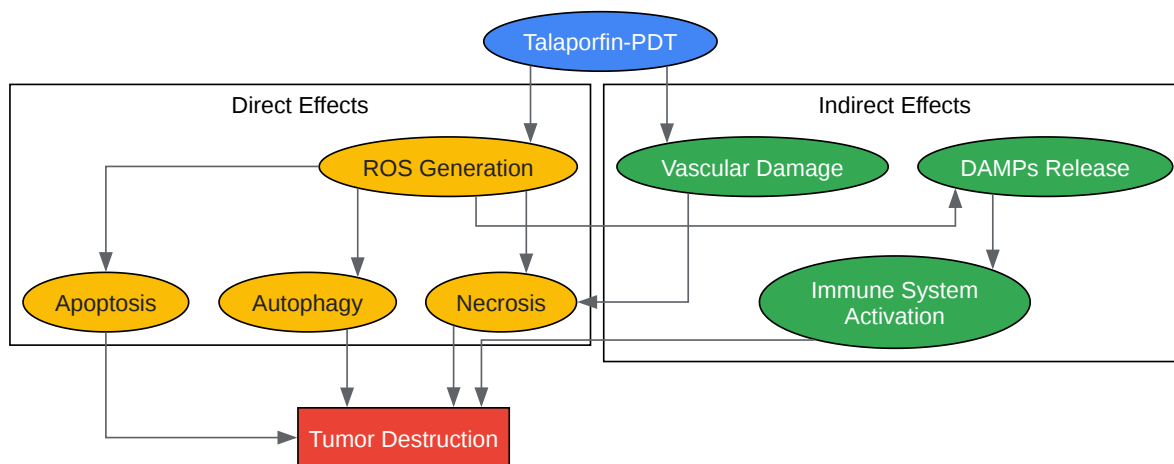 Talaporfin-PDT
Direct Effects
Indirect Effects
ROS Generation
Vascular Damage
DAMPs Release
Apoptosis
Autophagy
Necrosis
Immune System
Activation
Tumor Destruction